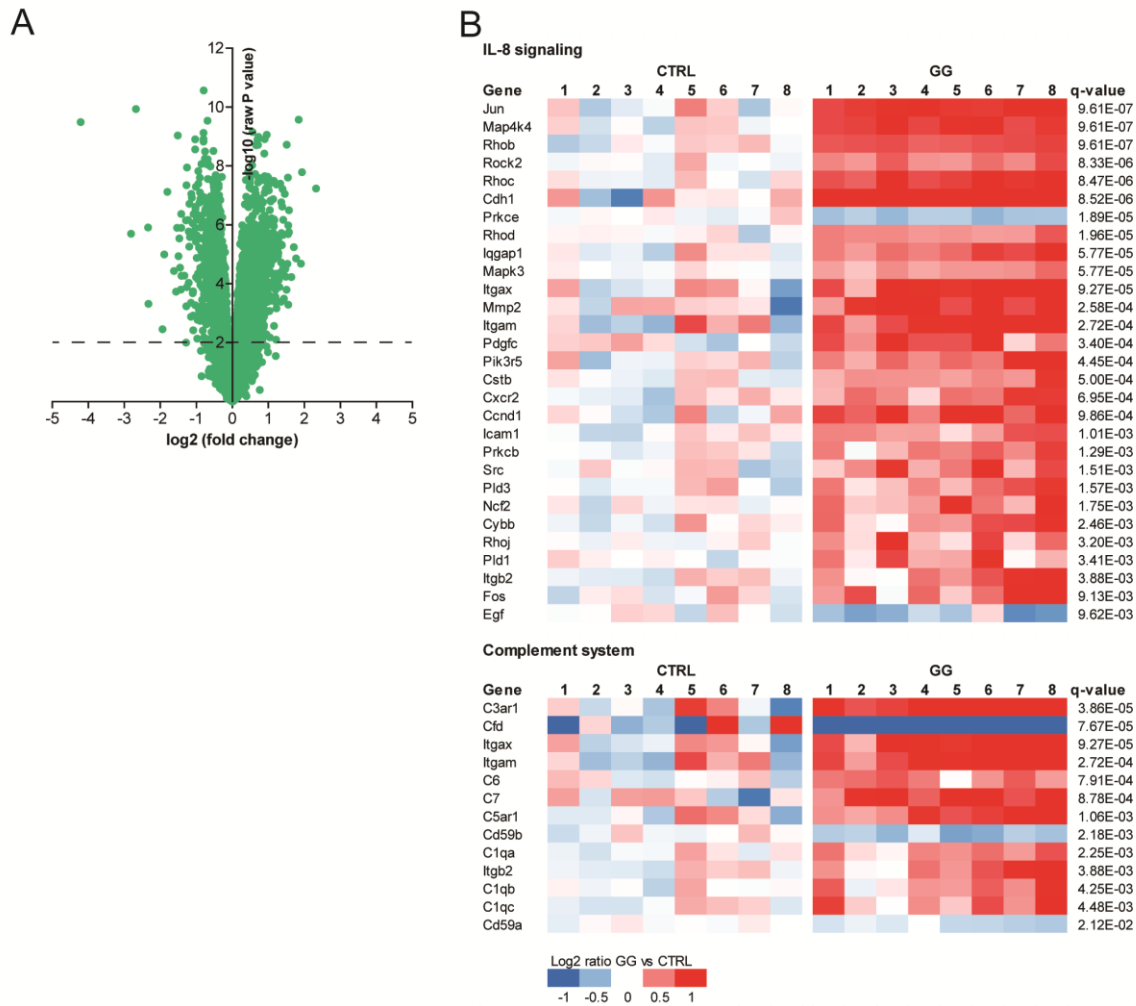 A
12
10
8
6
4
2
-log10 (raw P value)
-5 -4 -3 -2 -1 0 1 2 3 4 5
log2 (fold change)
B
IL-8 signaling
CTRL GG
Gene 1 2 3 4 5 6 7 8 1 2 3 4 5 6 7 8 q-value
Jun 9.61E-07
Map4k4 9.61E-07
Rhob 9.61E-07
Rock2 8.33E-06
Rhoc 8.47E-06
Cdh1 8.52E-06
Prkce 1.89E-05
Rhod 1.96E-05
Iqgap1 5.77E-05
Mapk3 5.77E-05
Itgax 9.27E-05
Mmp2 2.58E-04
Itgam 2.72E-04
Pdgfc 3.40E-04
Pik3r5 4.45E-04
Cstb 5.00E-04
Cxcr2 6.95E-04
Ccnd1 9.86E-04
Icam1 1.01E-03
Prkcb 1.29E-03
Src 1.51E-03
Pld3 1.57E-03
Ncf2 1.75E-03
Cybb 2.46E-03
Rhoj 3.20E-03
Pld1 3.41E-03
Itgb2 3.88E-03
Fos 9.13E-03
Egf 9.62E-03
Complement system
CTRL GG
Gene 1 2 3 4 5 6 7 8 1 2 3 4 5 6 7 8 q-value
C3ar1 3.86E-05
Cfd 7.67E-05
Itgax 9.27E-05
Itgam 2.72E-04
C6 7.91E-04
C7 8.78E-04
C5ar1 1.06E-03
Cd59b 2.18E-03
C1qa 2.25E-03
Itgb2 3.88E-03
C1qb 4.25E-03
C1qc 4.48E-03
Cd59a 2.12E-02
Log2 ratio GG vs CTRL
-1 -0.5 0 0.5 1